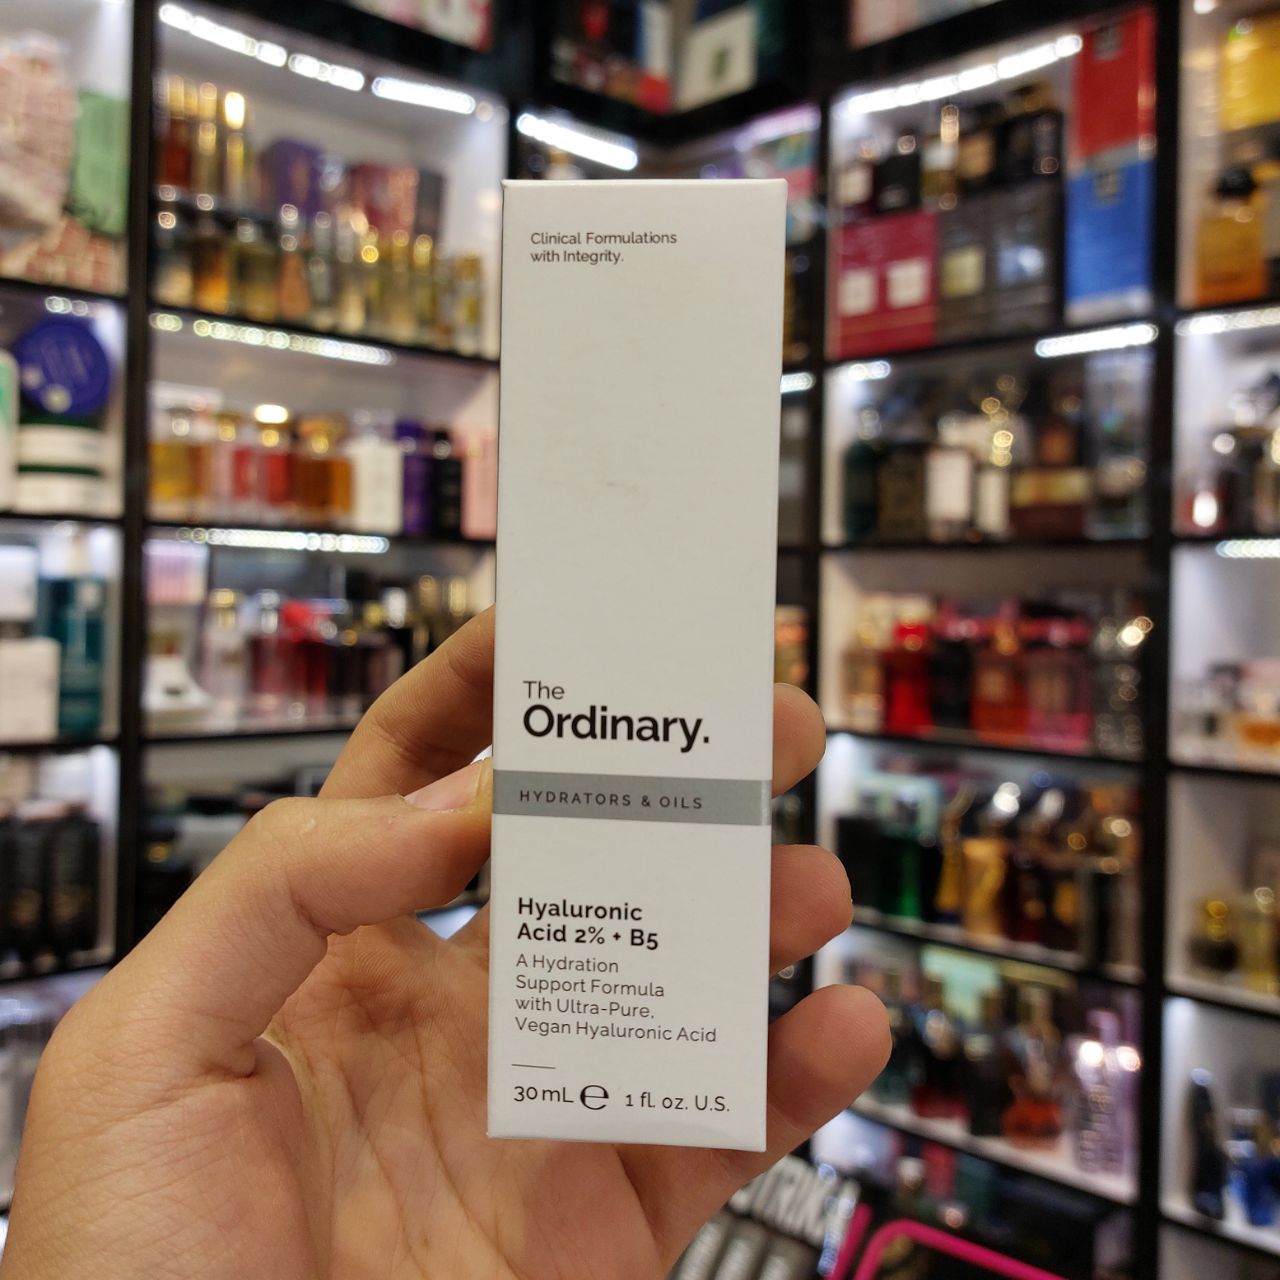 Clinical Formulations
with Integrity.
The
Ordinary.
HYDRATORS & OILS
Hyaluronic
Acid 2% + B5
A Hydration
Support Formula
with Ultra-Pure,
Vegan Hyaluronic Acid
30 mL ℮ 1 fl. oz. U.S.